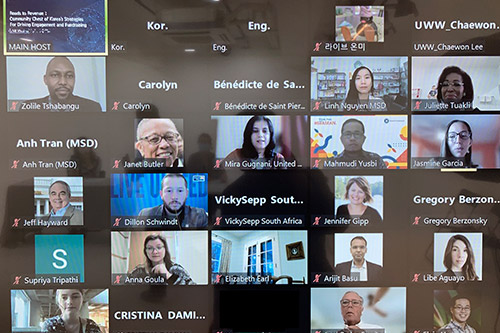 Roads to Revenue :
Community Chest of Korea's Strategies
For Driving Engagement and Fundraising
MAIN HOST
Kor.
Kor.
Eng.
Eng.
라이브 온미
UWW_Chaewon ...
UWW_Chaewon Lee
Zolile Tshabangu
Carolyn
Carolyn
Bénédicte de Sa...
Bénédicte de Saint Pier...
Linh Nguyen MSD
Juliette Tuakli
Anh Tran (MSD)
Anh Tran (MSD)
Janet Butler
Mira Gugnani, United ...
Mahmudi Yusbi
Jasmine Garcia
Jeff Hayward
LIVE UNITED
Dillon Schwindt
VickySepp Sout...
VickySepp South Africa
Jennifer Gipp
Gregory Berzon...
Gregory Berzonsky
S
Supriya Tripathi
Anna Goula
Elizabeth Earl
Arijit Basu
Libe Aguayo
CRISTINA DAMI...